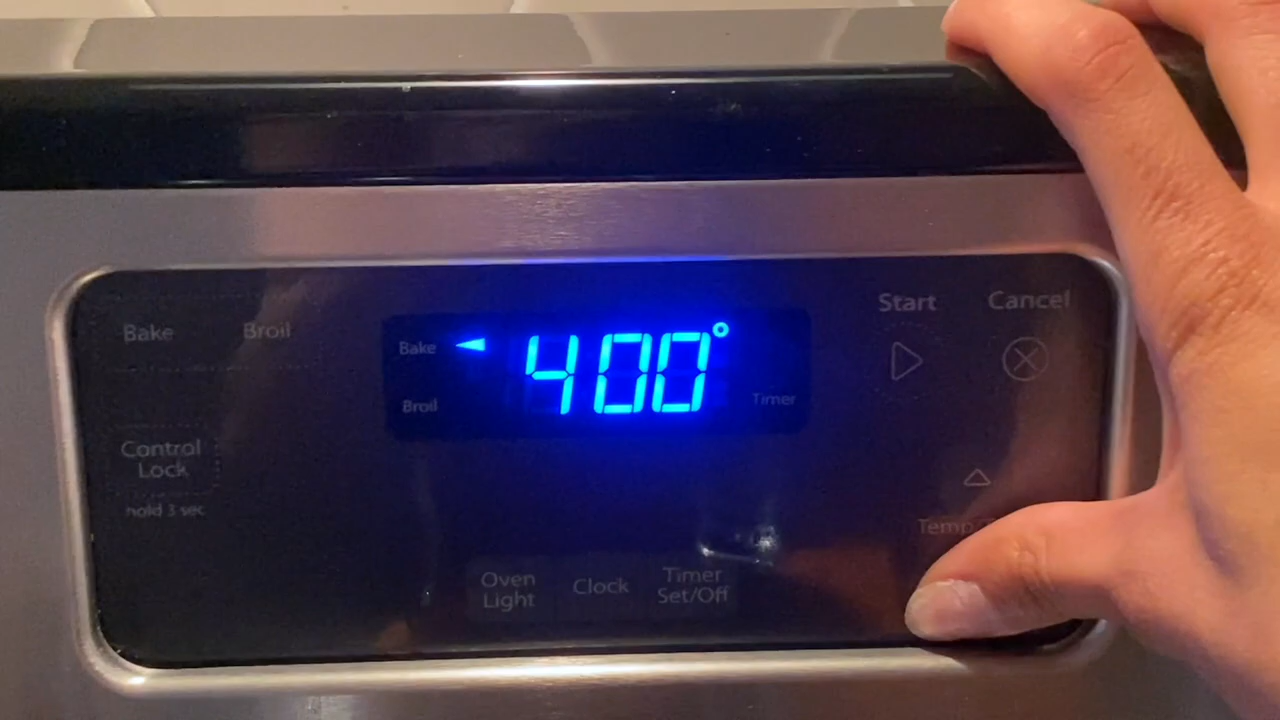 Bake
Broil
Bake
400°
Broil
Timer
Start
Cancel
Control
Lock
hold 3 sec
Temp
Oven
Light
Clock
Timer
Set/Off